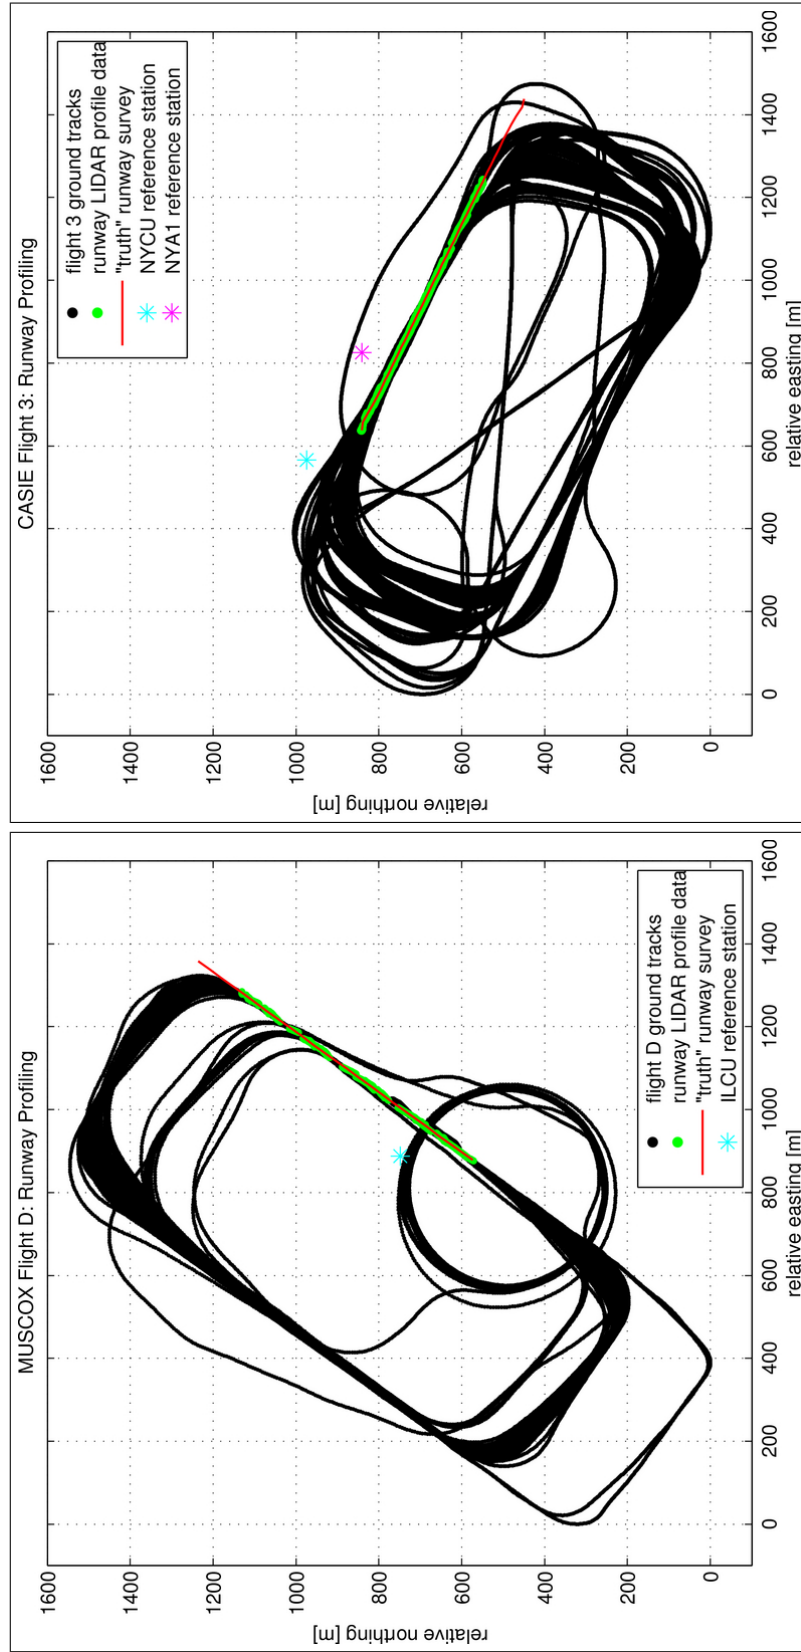 MUSCOX Flight D: Runway Profiling
1600
1400
1200
1000
800
600
400
200
0
relative northing [m]
0
200
400
600
800
1000
1200
1400
1600
relative easting [m]
flight D ground tracks
runway LIDAR profile data
"truth" runway survey
ILCU reference station
CASIE Flight 3: Runway Profiling
1600
1400
1200
1000
800
600
400
200
0
relative northing [m]
0
200
400
600
800
1000
1200
1400
1600
relative easting [m]
flight 3 ground tracks
runway LIDAR profile data
"truth" runway survey
NYCU reference station
NYA1 reference station